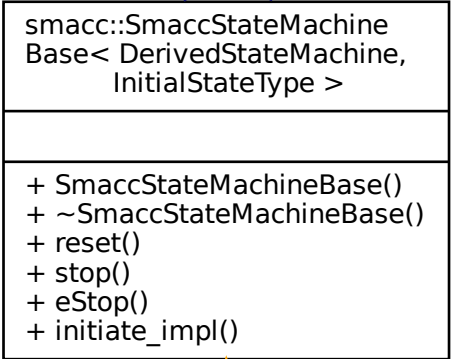 smacc::SmaccStateMachine
Base< DerivedStateMachine,
InitialStateType >
+ SmaccStateMachineBase()
+ ~SmaccStateMachineBase()
+ reset()
+ stop()
+ eStop()
+ initiate_impl()